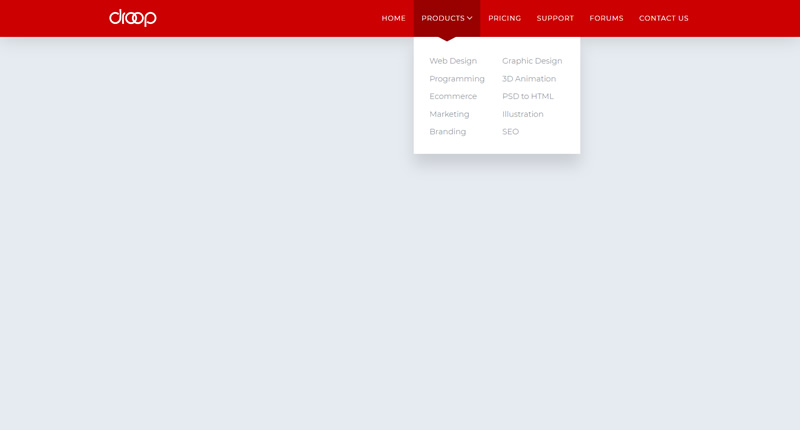 droop
HOME PRODUCTS PRICING SUPPORT FORUMS CONTACT US
Web Design Graphic Design
Programming 3D Animation
Ecommerce PSD to HTML
Marketing Illustration
Branding SEO